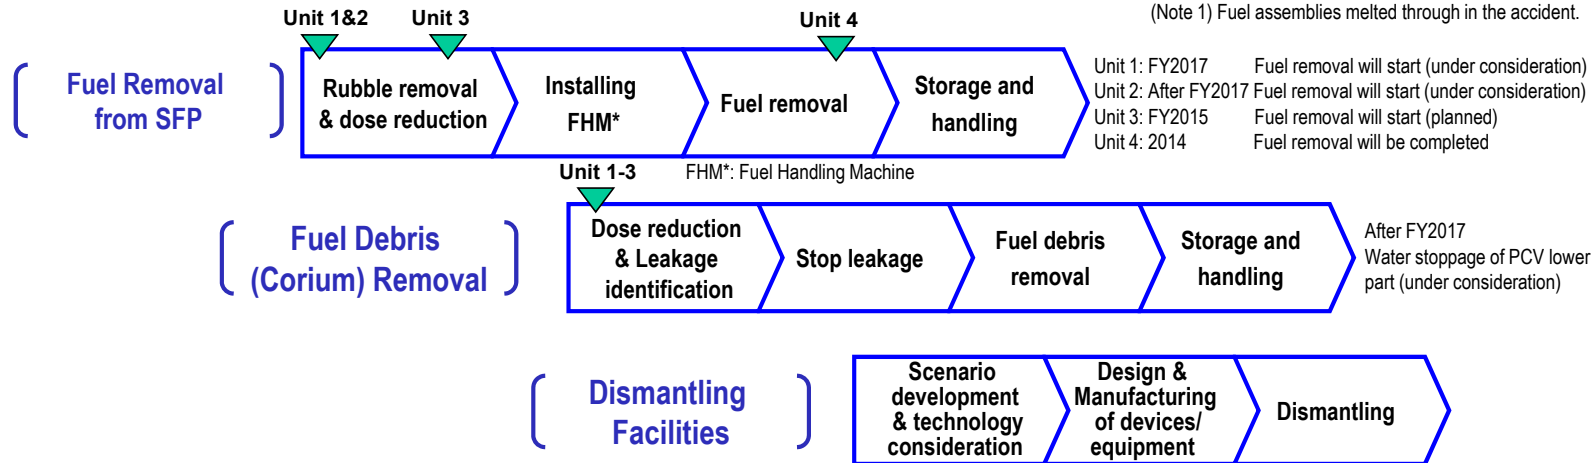 (Note 1) Fuel assemblies melted through in the accident.
Unit 1&2
Unit 3
Unit 4
Fuel Removal
from SFP
Rubble removal
& dose reduction
Installing
FHM*
Fuel removal
Storage and
handling
Unit 1: FY2017 Fuel removal will start (under consideration)
Unit 2: After FY2017 Fuel removal will start (under consideration)
Unit 3: FY2015 Fuel removal will start (planned)
Unit 4: 2014 Fuel removal will be completed
Unit 1-3
FHM*: Fuel Handling Machine
Fuel Debris
(Corium) Removal
Dose reduction
& Leakage
identification
Stop leakage
Fuel debris
removal
Storage and
handling
After FY2017
Water stoppage of PCV lower
part (under consideration)
Dismantling
Facilities
Scenario
development
& technology
consideration
Design &
Manufacturing
of devices/
equipment
Dismantling